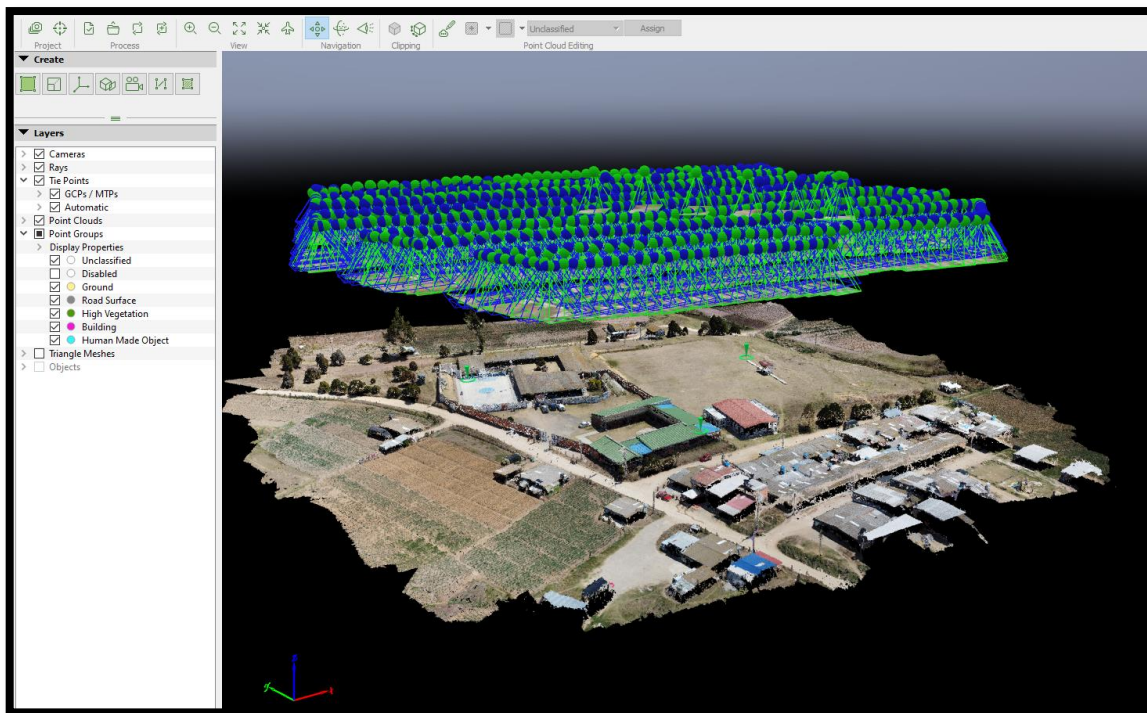 Unclassified
Assign
Project
Process
View
Navigation
Clipping
Point Cloud Editing
Create
Layers
Cameras
Rays
Tie Points
GCPs / MTPs
Automatic
Point Clouds
Point Groups
Display Properties
Unclassified
Disabled
Ground
Road Surface
High Vegetation
Building
Human Made Object
Triangle Meshes
Objects